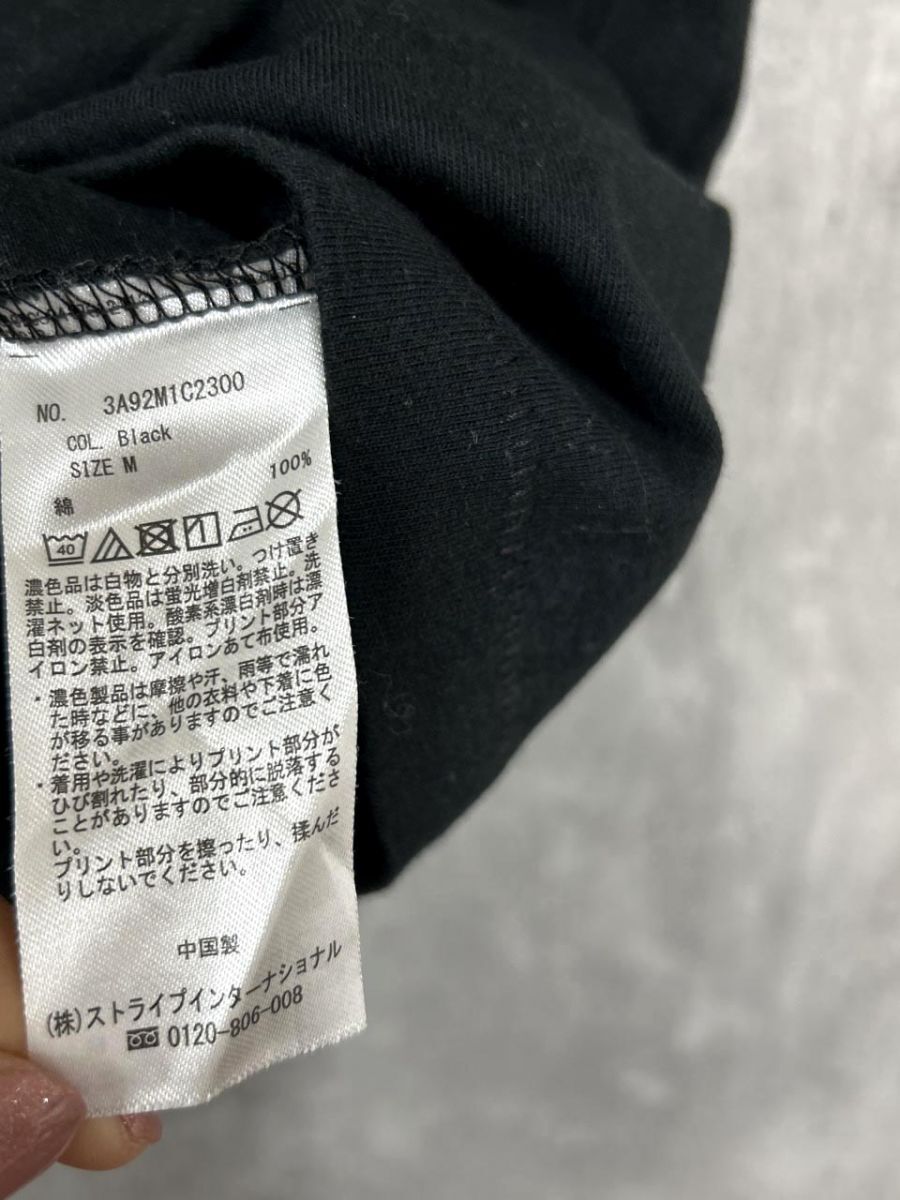 NO. 3A92M1C2300
COL. Black
SIZE M
綿 100%
40
濃色品は白物と分別洗い。つけ置き
禁止。淡色品は蛍光増白剤禁止。洗
濯ネット使用。酸素系漂白剤時は漂
白剤の表示を確認。プリント部分ア
イロン禁止。アイロンあて布使用。
・濃色製品は摩擦や汗、雨等で濡れ
た時などに、他の衣料や下着に色
が移る事がありますのでご注意く
ださい。
・着用や洗濯によりプリント部分が
ひび割れたり、部分的に脱落する
ことがありますのでご注意くださ
い。
プリント部分を擦ったり、揉んだ
りしないでください。
中国製
(株)ストライプインターナショナル
0120-806-008